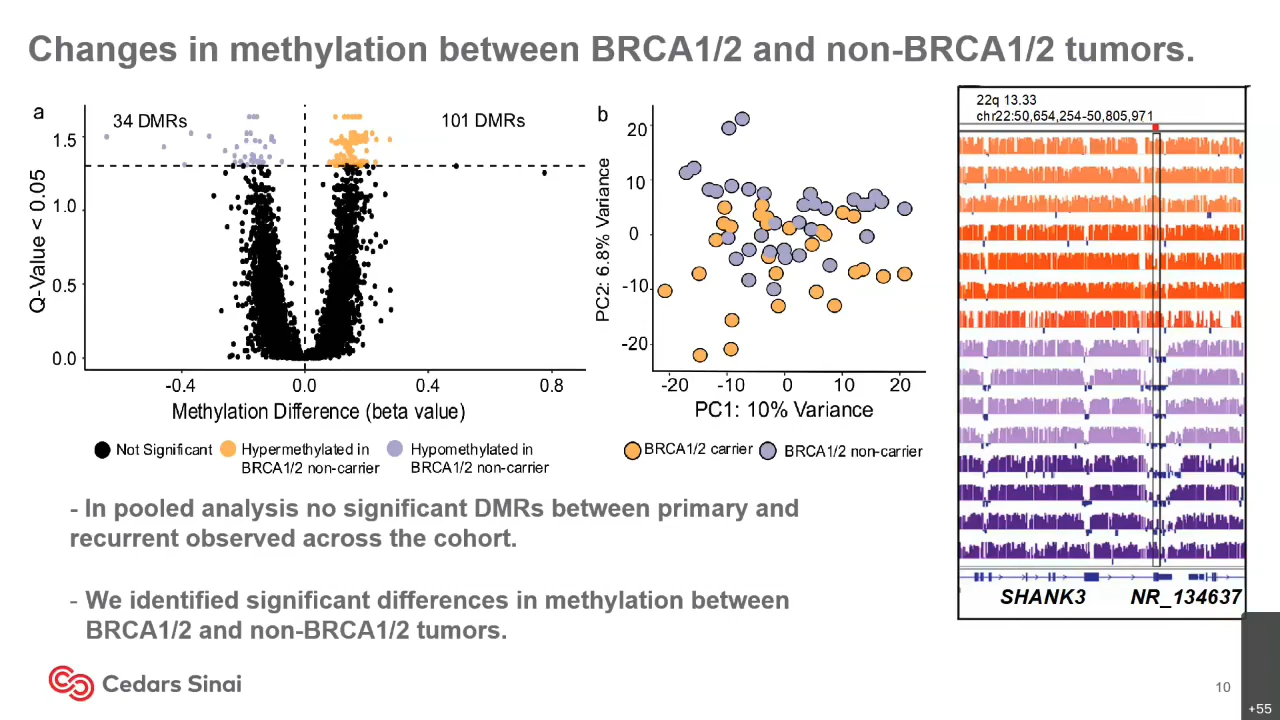 Changes in methylation between BRCA1/2 and non-BRCA1/2 tumors.
a
34 DMRs
101 DMRs
Q-Value < 0.05
1.5
1.0
0.5
0.0
-0.4
0.0
0.4
0.8
Methylation Difference (beta value)
Not Significant
Hypermethylated in
BRCA1/2 non-carrier
Hypomethylated in
BRCA1/2 non-carrier
b
PC2: 6.8% Variance
20
10
0
-10
-20
-20
-10
0
10
20
PC1: 10% Variance
BRCA1/2 carrier
BRCA1/2 non-carrier
22q 13.33
chr22:50,654,254-50,805,971
SHANK3
NR_134637
- In pooled analysis no significant DMRs between primary and
recurrent observed across the cohort.
- We identified significant differences in methylation between
BRCA1/2 and non-BRCA1/2 tumors.
Cedars Sinai
10
+55